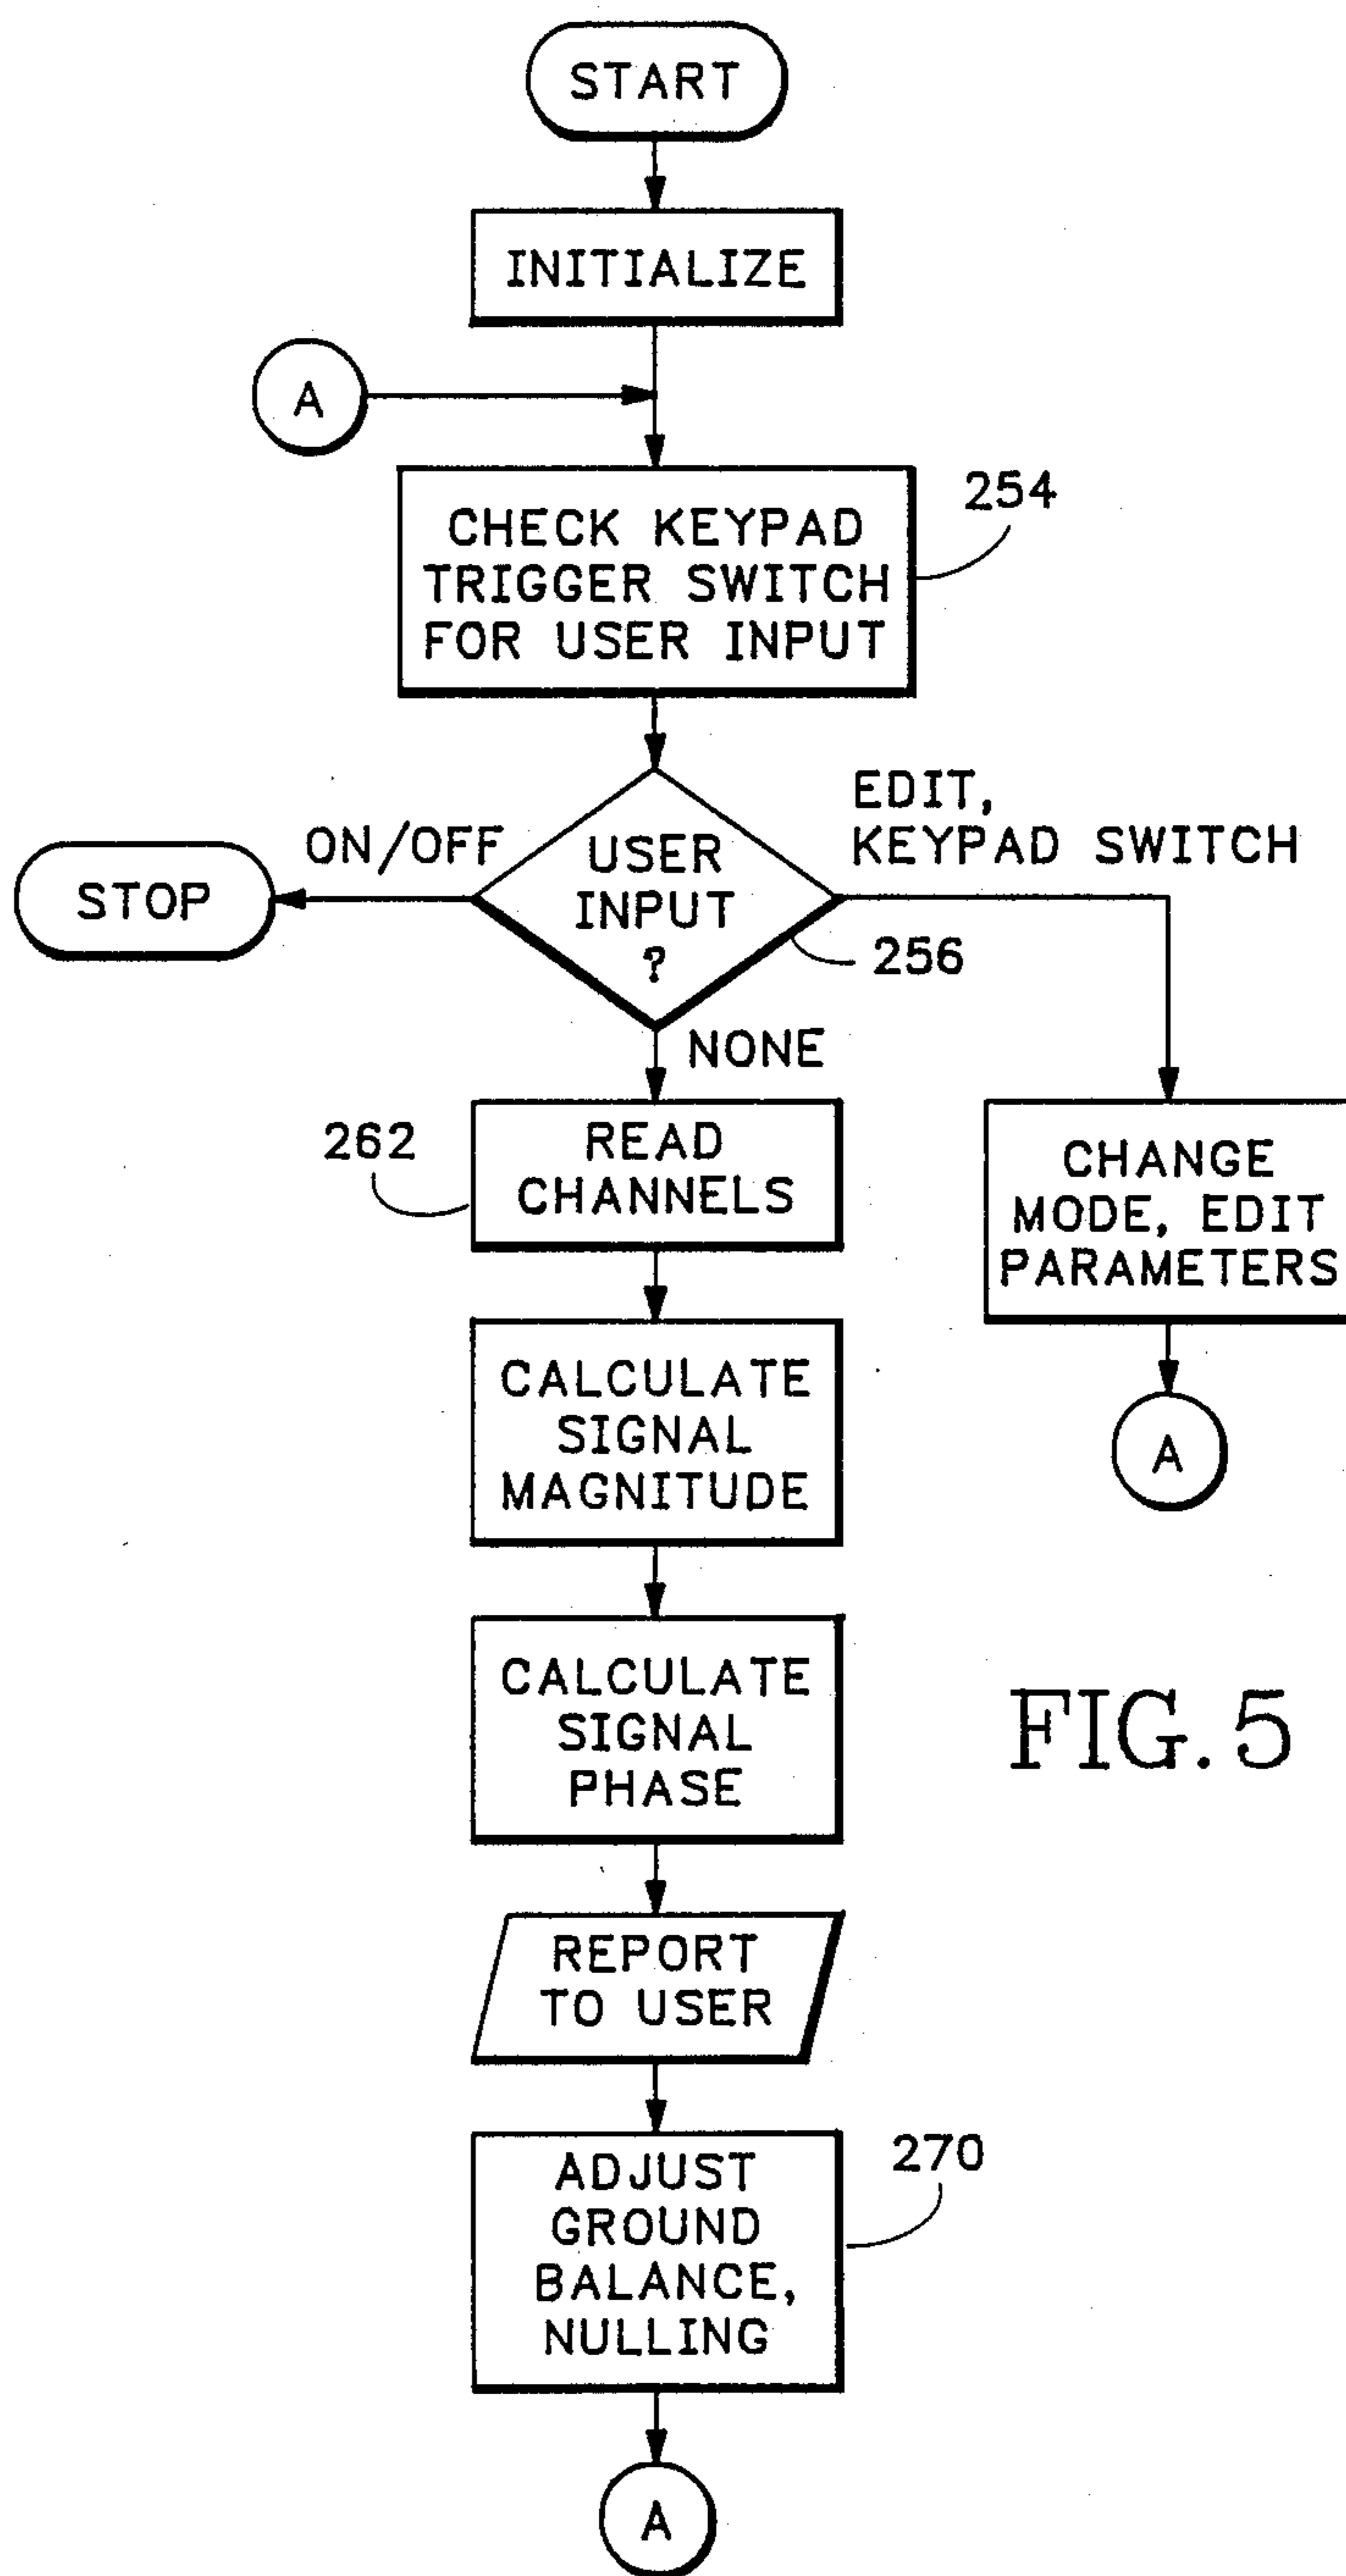 START
INITIALIZE
A
254
CHECK KEYPAD
TRIGGER SWITCH
FOR USER INPUT
EDIT,
KEYPAD SWITCH
ON/OFF
USER
INPUT
?
STOP
256
NONE
262
READ
CHANNELS
CHANGE
MODE, EDIT
PARAMETERS
CALCULATE
SIGNAL
MAGNITUDE
A
CALCULATE
SIGNAL
PHASE
FIG. 5
REPORT
TO USER
270
ADJUST
GROUND
BALANCE,
NULLING
A